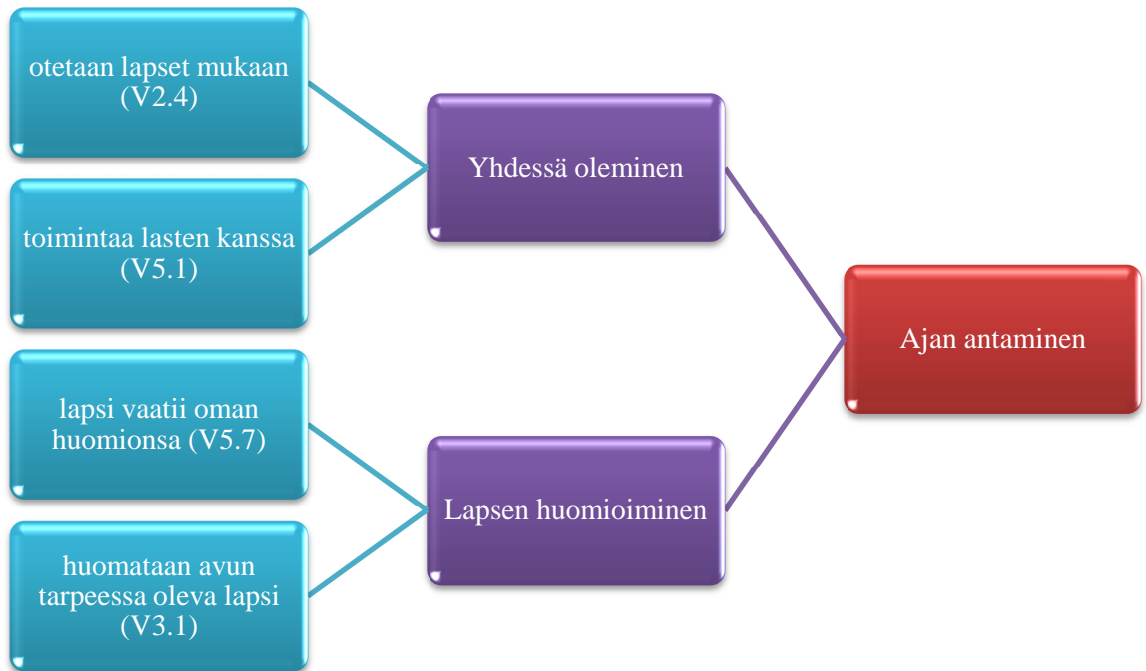 otetaan lapset mukaan
(V2.4)
toimintaa lasten kanssa
(V5.1)
lapsi vaatii oman
huomionsa (V5.7)
huomataan avun
tarpeessa oleva lapsi
(V3.1)
Yhdessä oleminen
Lapsen huomioiminen
Ajan antaminen